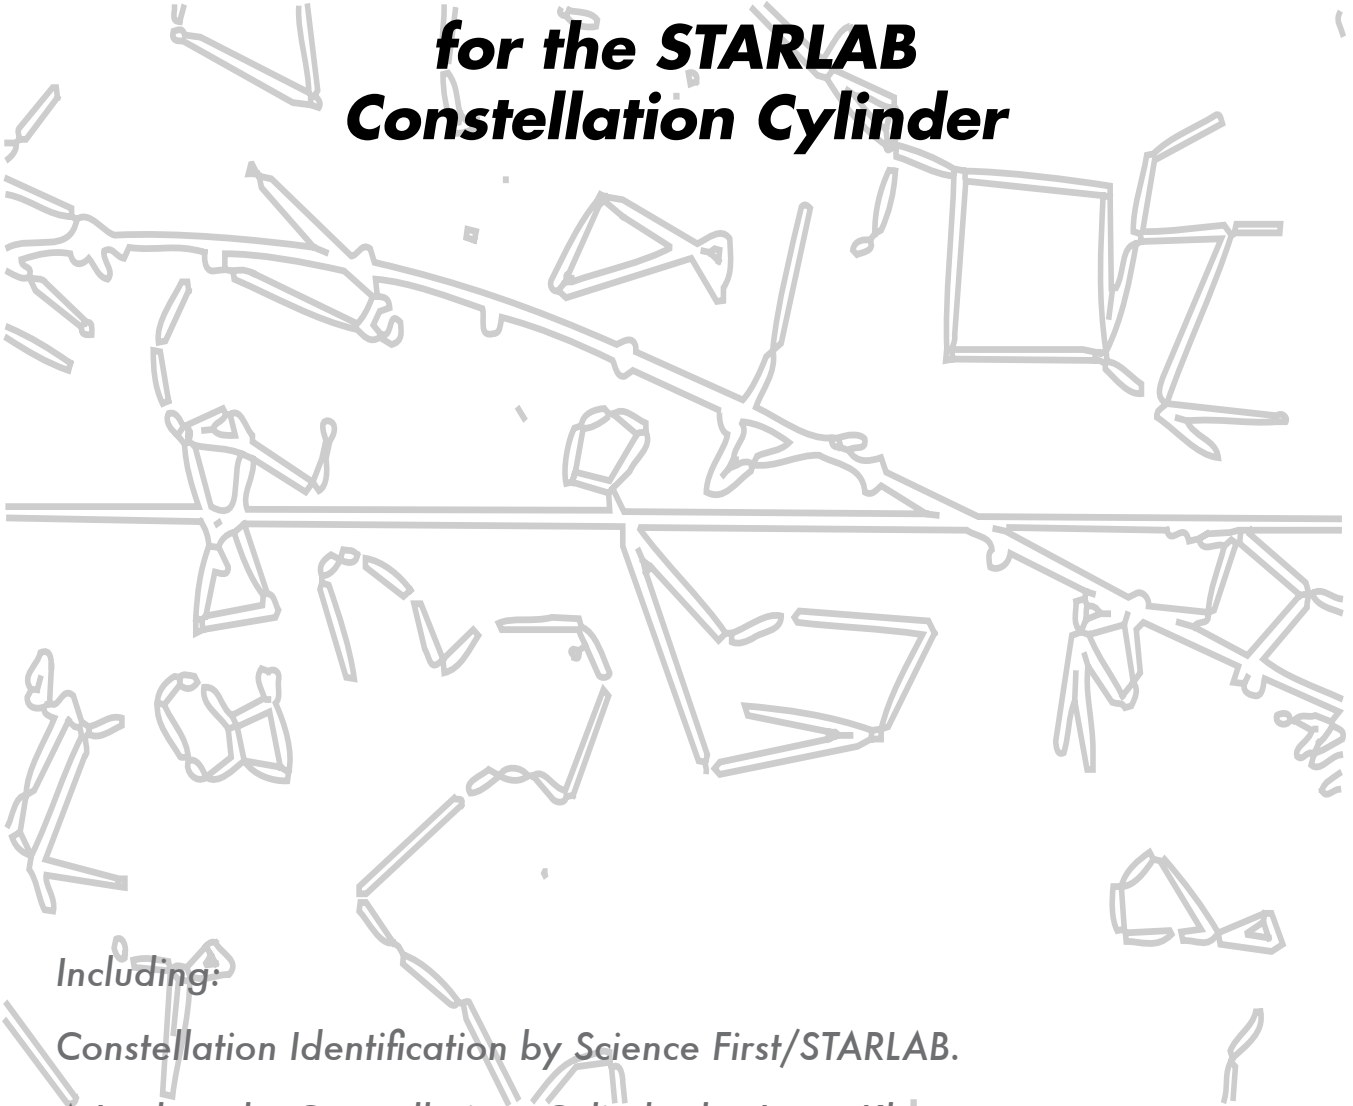 for the STARLAB
Constellation Cylinder
Including:
Constellation Identification by Science First/STARLAB.